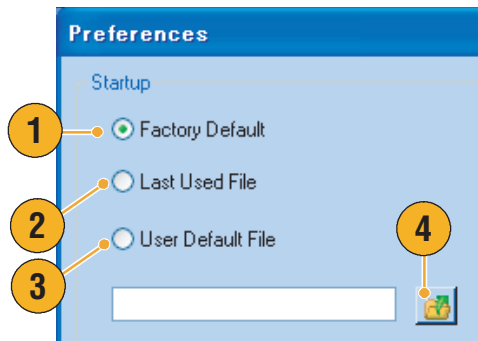 Preferences
Startup
1
Factory Default
2
Last Used File
3
User Default File
4